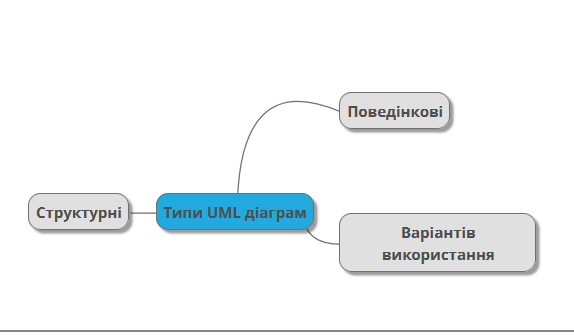 Поведінкові
Структурні
Типи UML діаграм
Варіантів
використання